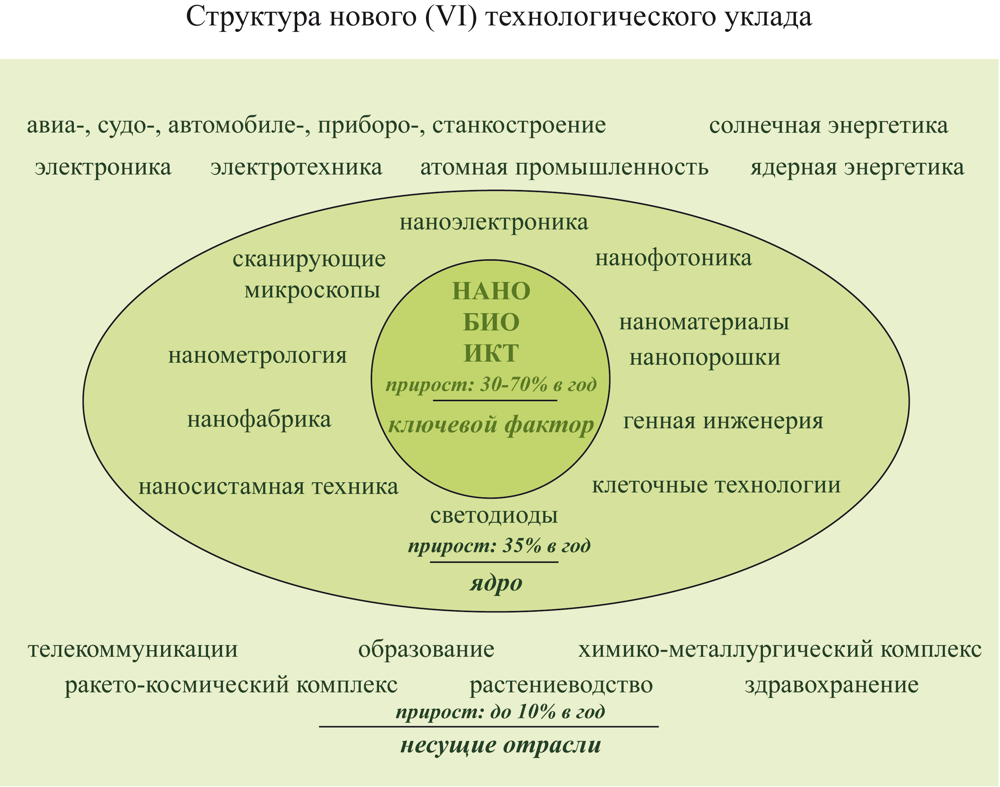 Структура нового (VI) технологического уклада
авиа-, судо-, автомобиле-, приборо-, станкостроение
солнечная энергетика
электроника
электротехника
атомная промышленность
ядерная энергетика
наноэлектроника
сканирующие
микроскопы
нанофотоника
НАНО
БИО
ИКТ
прирост: 30-70% в год
ключевой фактор
наноматериалы
нанопорошки
нанометрология
нанофабрика
генная инженерия
наносистамная техника
клеточные технологии
светодиоды
прирост: 35% в год
ядро
телекоммуникации
образование
химико-металлургический комплекс
ракето-космический комплекс
растениеводство
здравохранение
прирост: до 10% в год
несущие отрасли